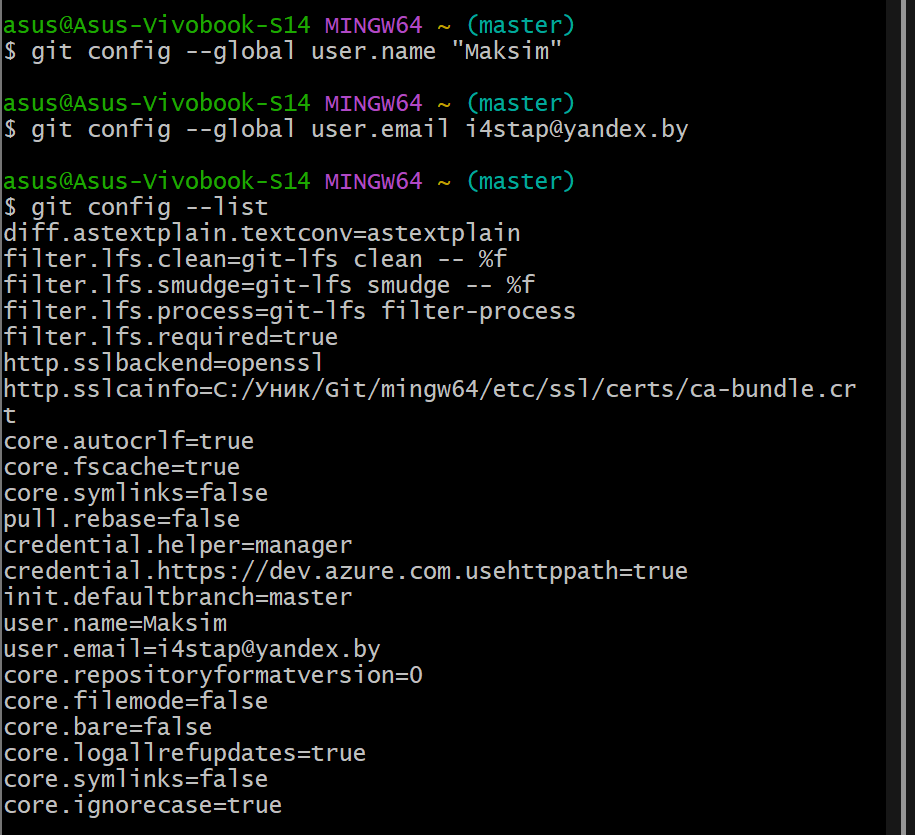 asus@Asus-Vivobook-S14 MINGW64 ~ (master)
$ git config --global user.name "Maksim"
asus@Asus-Vivobook-S14 MINGW64 ~ (master)
$ git config --global user.email i4stap@yandex.by
asus@Asus-Vivobook-S14 MINGW64 ~ (master)
$ git config --list
diff.astextplain.textconv=astextplain
filter.lfs.clean=git-lfs clean -- %f
filter.lfs.smudge=git-lfs smudge -- %f
filter.lfs.process=git-lfs filter-process
filter.lfs.required=true
http.sslbackend=openssl
http.sslcainfo=C:/Уник/Git/mingw64/etc/ssl/certs/ca-bundle.cr
t
core.autocrlf=true
core.fscache=true
core.symlinks=false
pull.rebase=false
credential.helper=manager
credential.https://dev.azure.com.usehttppath=true
init.defaultbranch=master
user.name=Maksim
user.email=i4stap@yandex.by
core.repositoryformatversion=0
core.filemode=false
core.bare=false
core.logallrefupdates=true
core.symlinks=false
core.ignorecase=true